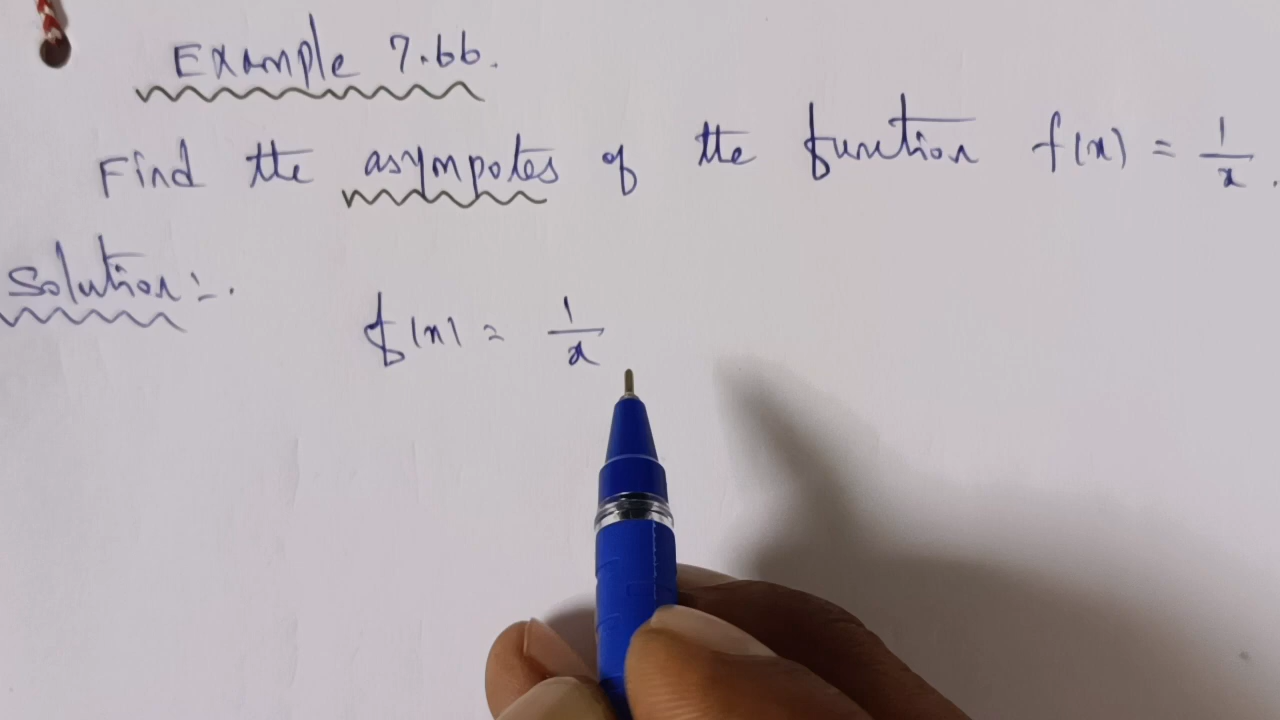 Example 7.66.
Find the asympotes of the function f(x) = 1/x.
Solution:-.
f(x) = 1/x